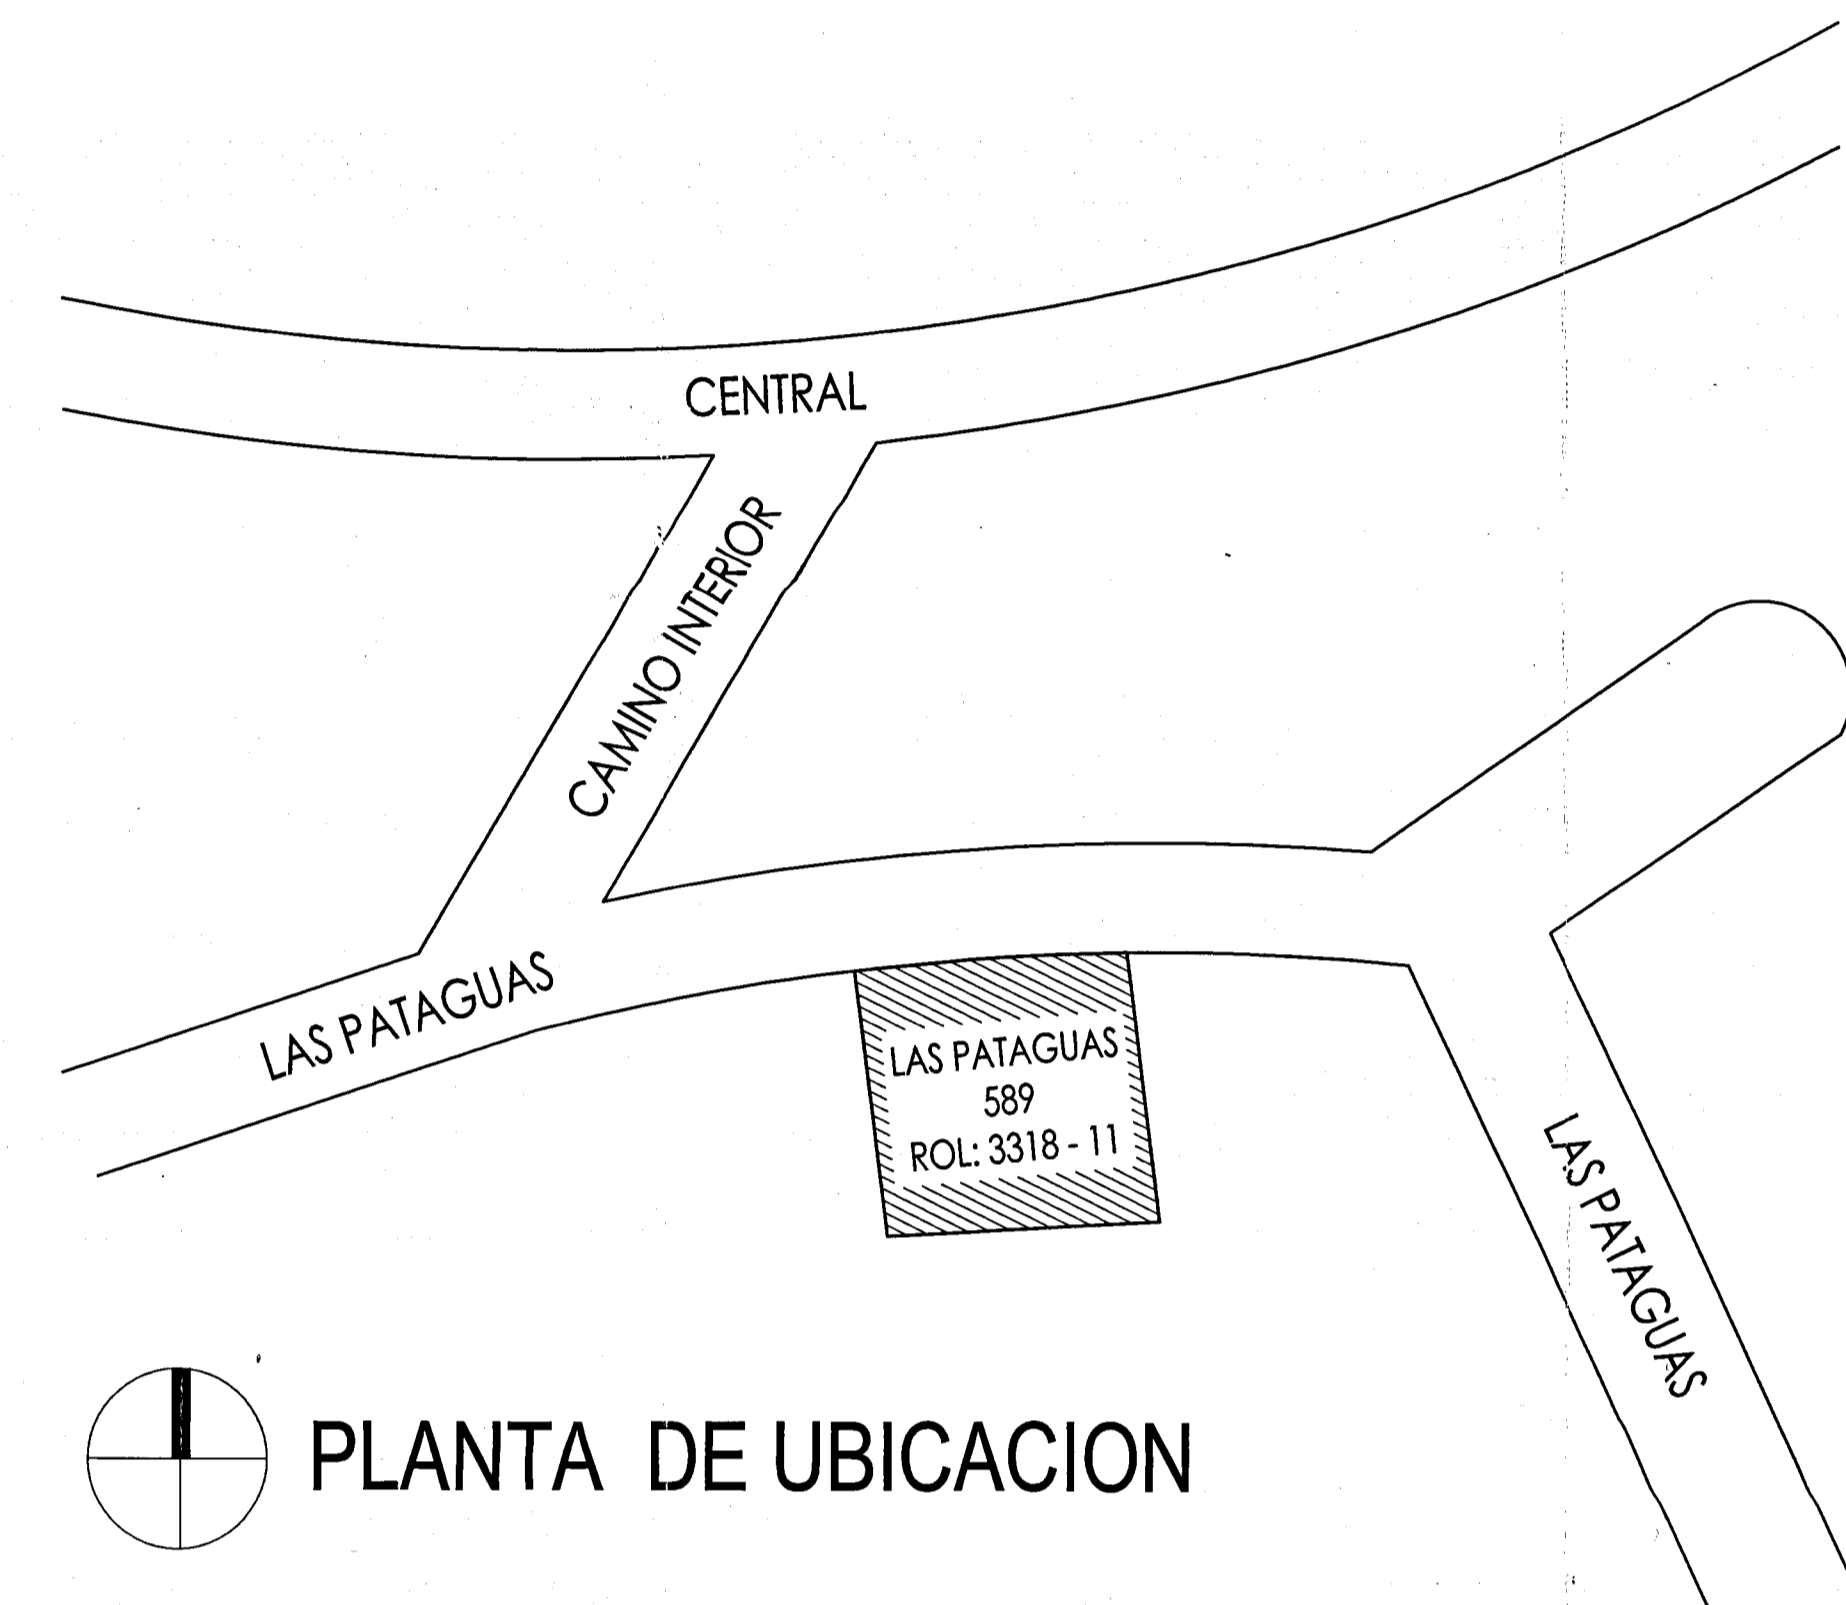 CENTRAL
CAMINO INTERIOR
LAS PATAGUAS
LAS PATAGUAS
589
ROL: 3318 - 11
LAS PATAGUAS
PLANTA DE UBICACION